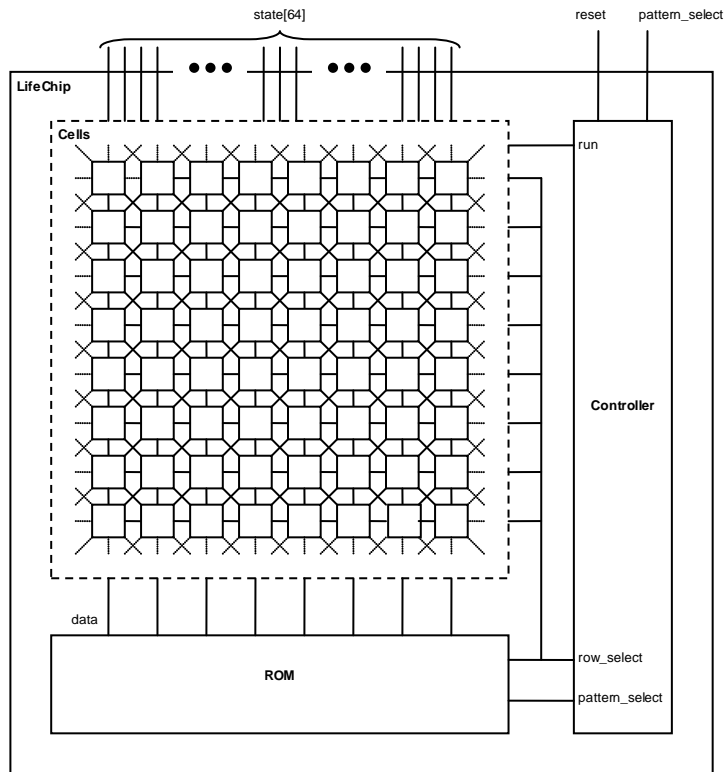 state[64]
reset
pattern_select
LifeChip
Cells
run
Controller
data
row_select
ROM
pattern_select